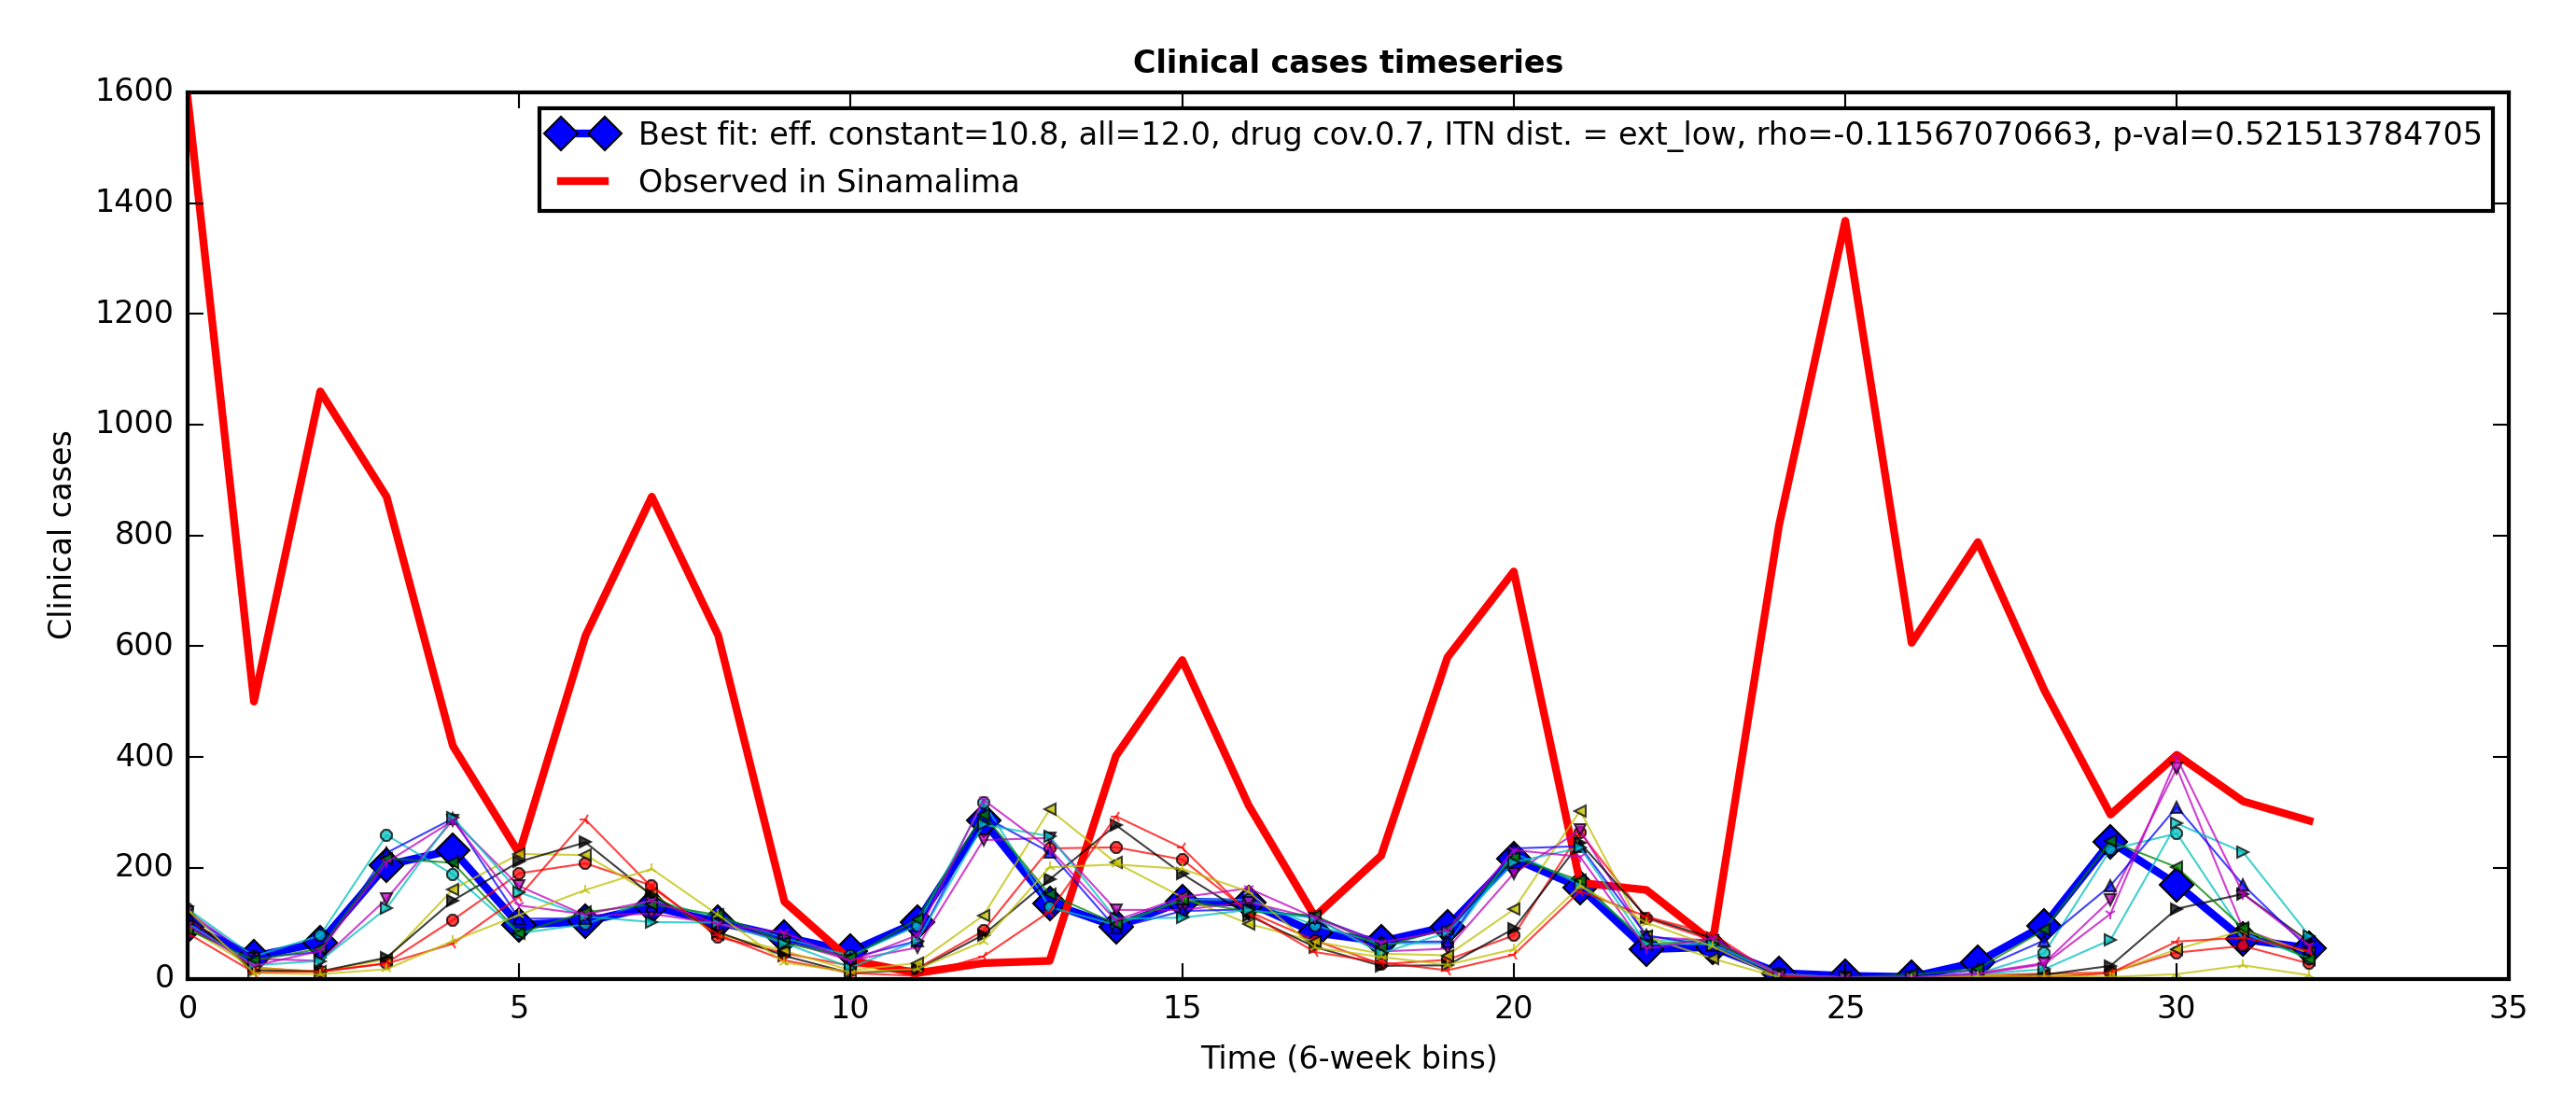 Clinical cases timeseries
Best fit: eff. constant=10.8, all=12.0, drug cov.0.7, ITN dist. = ext_low, rho=-0.11567070663, p-val=0.521513784705
Observed in Sinamalima
1600
1400
1200
1000
800
600
400
200
0
Clinical cases
0 5 10 15 20 25 30 35
Time (6-week bins)